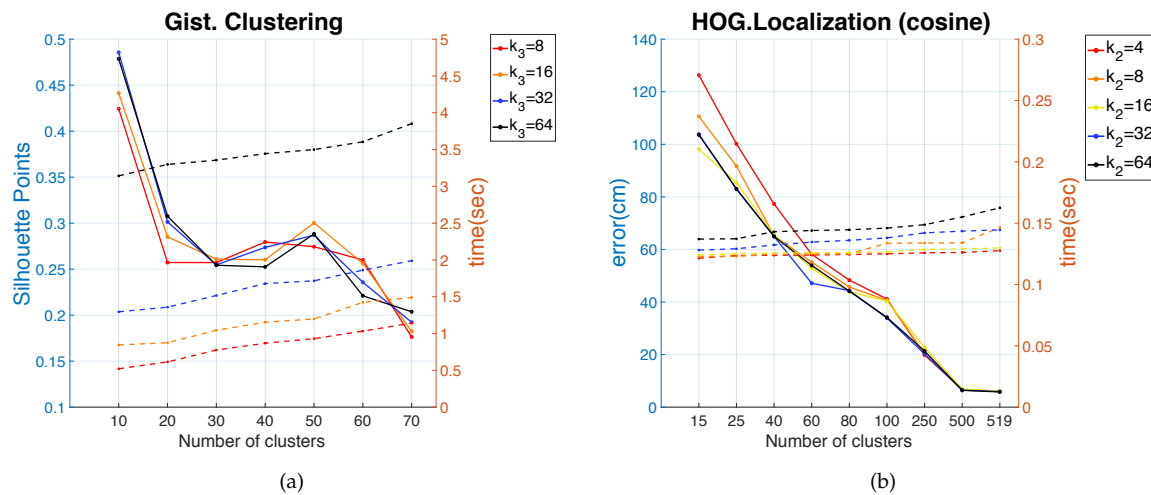 Gist. Clustering
Silhouette Points
0.5
0.45
0.4
0.35
0.3
0.25
0.2
0.15
0.1
10 20 30 40 50 60 70
Number of clusters
5
4.5
4
3.5
3
2.5
2
1.5
1
0.5
0
time(sec)
k3=8
k3=16
k3=32
k3=64
(a)
HOG.Localization (cosine)
error(cm)
140
120
100
80
60
40
20
0
15 25 40 60 80 100 250 500 519
Number of clusters
0.3
0.25
0.2
0.15
0.1
0.05
0
time(sec)
k2=4
k2=8
k2=16
k2=32
k2=64
(b)